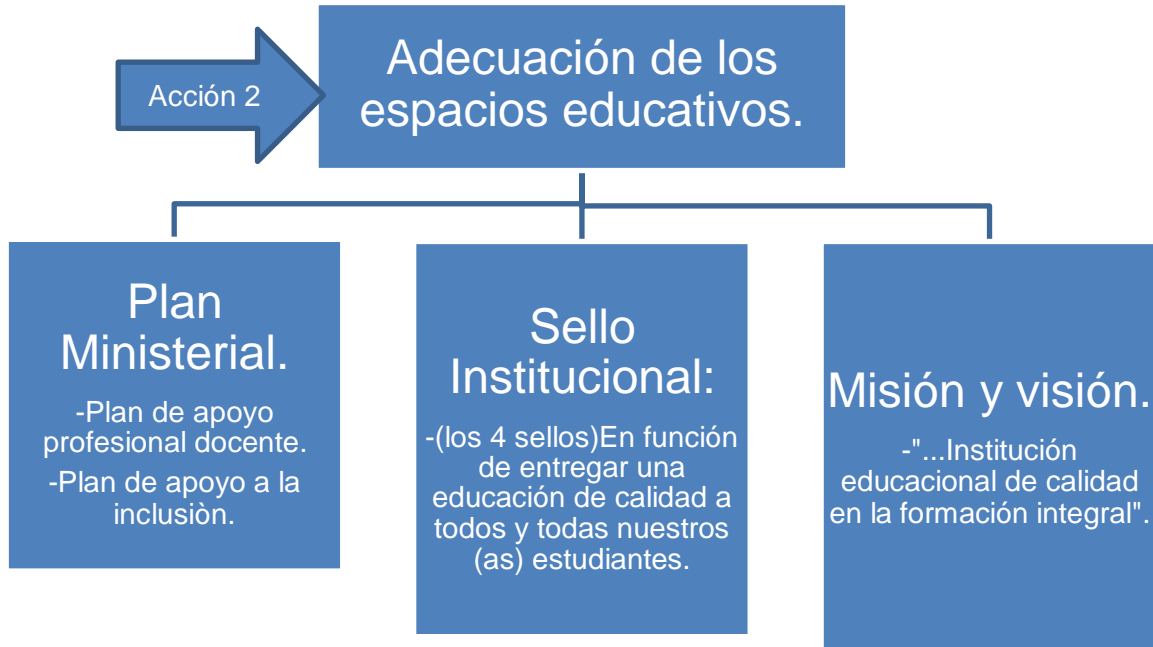 Acción 2
Adecuación de los
espacios educativos.
Plan
Ministerial.
-Plan de apoyo
profesional docente.
-Plan de apoyo a la
inclusiòn.
Sello
Institucional:
-(los 4 sellos)En función
de entregar una
educación de calidad a
todos y todas nuestros
(as) estudiantes.
Misión y visión.
-"...Institución
educacional de calidad
en la formación integral".